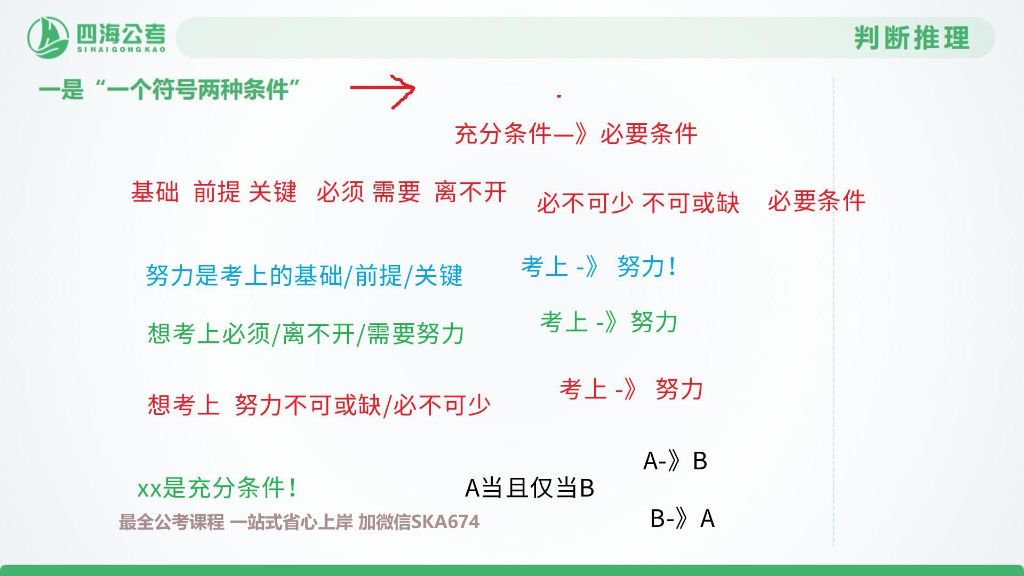 四海公考
SIHAIGONGKAO
判断推理
一是“一个符号两种条件”
充分条件—》必要条件
基础 前提 关键 必须 需要 离不开 必不可少 不可或缺 必要条件
努力是考上的基础/前提/关键 考上 -》 努力！
想考上必须/离不开/需要努力 考上 -》努力
想考上 努力不可或缺/必不可少 考上 -》 努力
A-》B
xx是充分条件！ A当且仅当B
B-》A
最全公考课程 一站式省心上岸 加微信SKA674